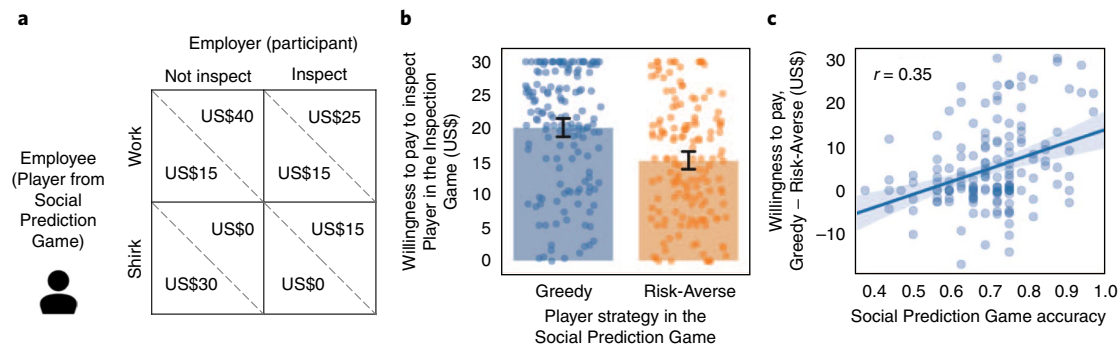 a
Employer (participant)
Not inspect
Inspect
Employee
(Player from
Social
Prediction
Game)
Work
US$40
US$15
US$25
US$15
Shirk
US$0
US$30
US$15
US$0
b
Willingness to pay to inspect
Player in the Inspection
Game (US$)
30
25
20
15
10
5
0
Greedy
Risk-Averse
Player strategy in the
Social Prediction Game
c
Willingness to pay,
Greedy – Risk-Averse (US$)
r = 0.35
30
20
10
0
–10
0.4 0.5 0.6 0.7 0.8 0.9 1.0
Social Prediction Game accuracy